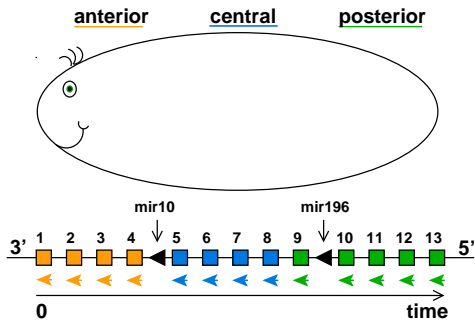 anterior central posterior
mir10 mir196
1 2 3 4 5 6 7 8 9 10 11 12 13
3’ 5’
0 time